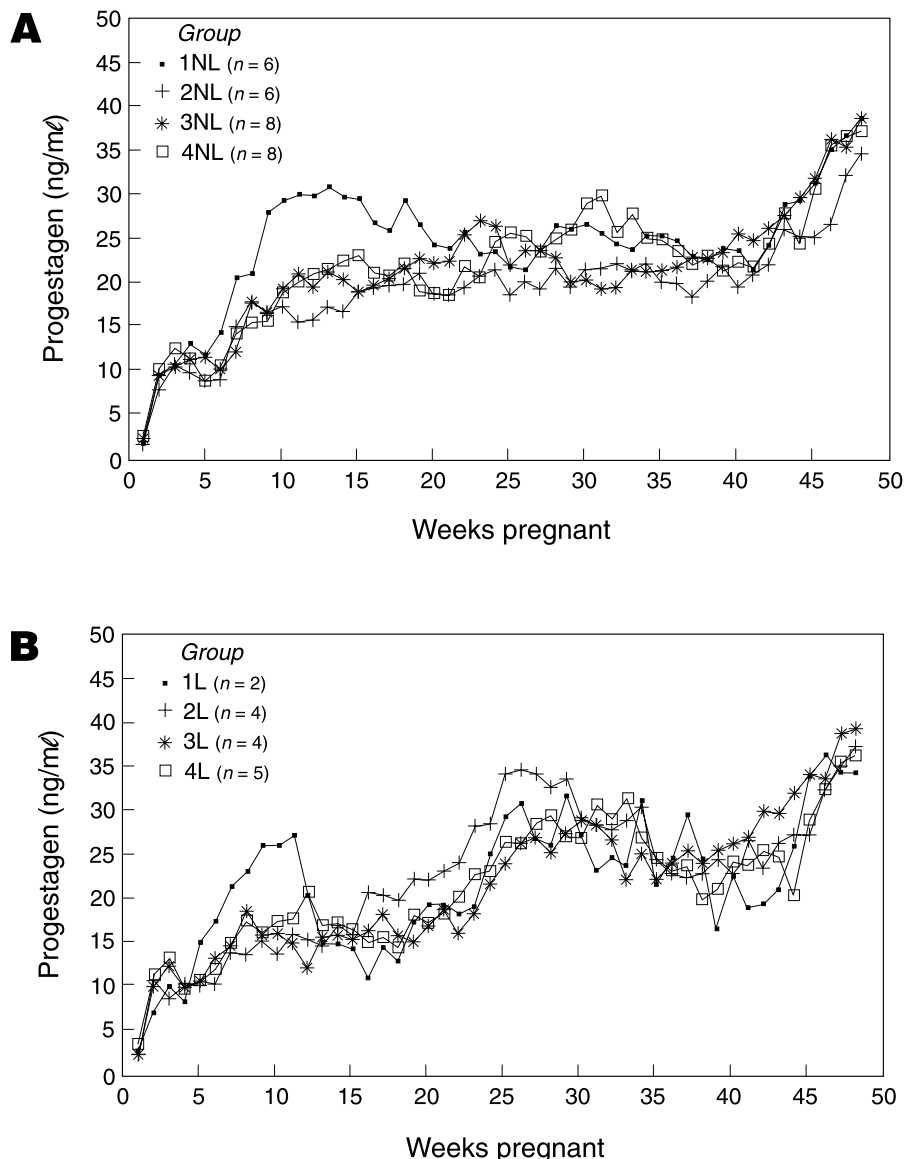 A
Group
1NL (n = 6)
2NL (n = 6)
3NL (n = 8)
4NL (n = 8)
Progestagen (ng/mℓ)
50
45
40
35
30
25
20
15
10
5
0
0 5 10 15 20 25 30 35 40 45 50
Weeks pregnant
B
Group
1L (n = 2)
2L (n = 4)
3L (n = 4)
4L (n = 5)
Progestagen (ng/mℓ)
50
45
40
35
30
25
20
15
10
5
0
0 5 10 15 20 25 30 35 40 45 50
Weeks pregnant